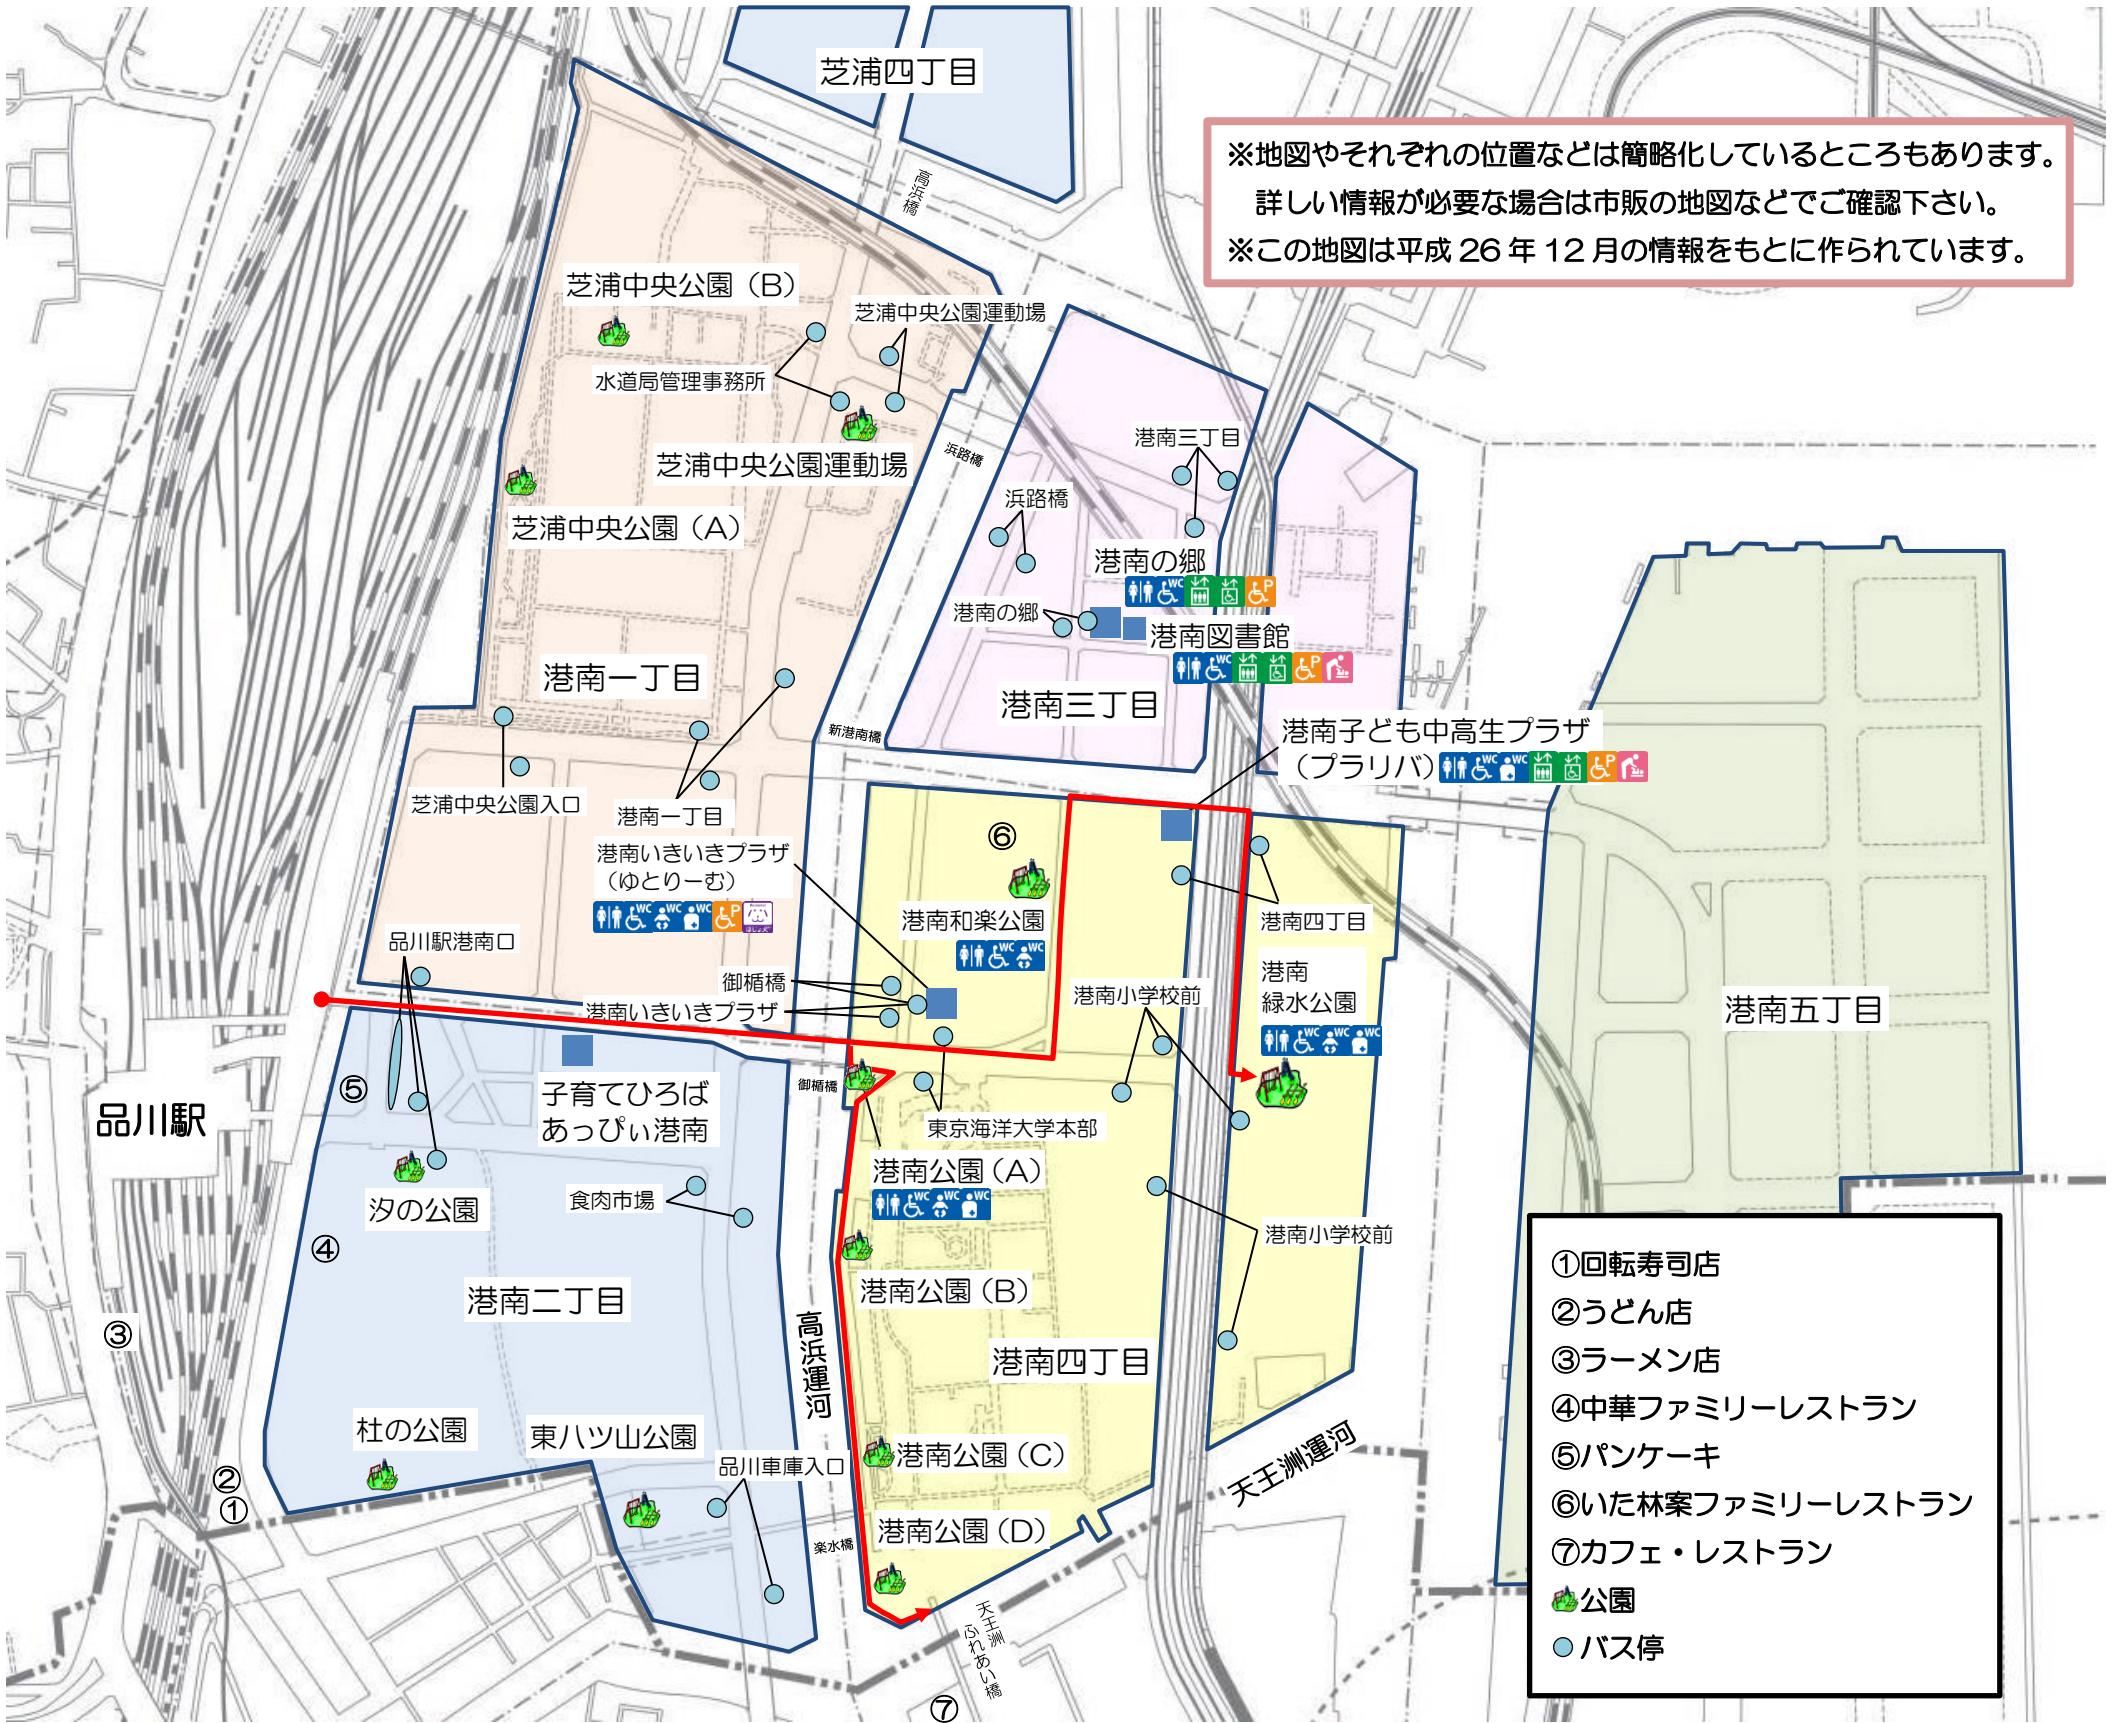 芝浦四丁目
※地図やそれぞれの位置などは簡略化しているところもあります。
詳しい情報が必要な場合は市販の地図などでご確認下さい。
※この地図は平成26年12月の情報をもとに作られています。
高浜橋
芝浦中央公園（B）
芝浦中央公園運動場
水道局管理事務所
芝浦中央公園運動場
芝浦中央公園（A）
浜路橋
港南三丁目
浜路橋
港南の郷
WC
P
港南の郷
港南図書館
WC
P
港南一丁目
港南三丁目
新港南橋
港南子ども中高生プラザ
（プラリバ）
WC
WC
P
芝浦中央公園入口
港南一丁目
⑥
港南いきいきプラザ
（ゆとりーむ）
WC
WC
WC
P
ほじょ犬
港南和楽公園
WC
WC
港南四丁目
品川駅港南口
御楯橋
港南いきいきプラザ
港南小学校前
港南
緑水公園
WC
WC
WC
港南五丁目
⑤
品川駅
子育てひろば
あっぴぃ港南
御楯橋
東京海洋大学本部
港南公園（A）
WC
WC
WC
汐の公園
食肉市場
④
港南小学校前
港南二丁目
港南公園（B）
③
高浜運河
港南四丁目
杜の公園
東八ツ山公園
港南公園（C）
品川車庫入口
天王洲運河
②
①
港南公園（D）
楽水橋
天王洲
ふれあい橋
⑦
①回転寿司店
②うどん店
③ラーメン店
④中華ファミリーレストラン
⑤パンケーキ
⑥いた林案ファミリーレストラン
⑦カフェ・レストラン
公園
バス停